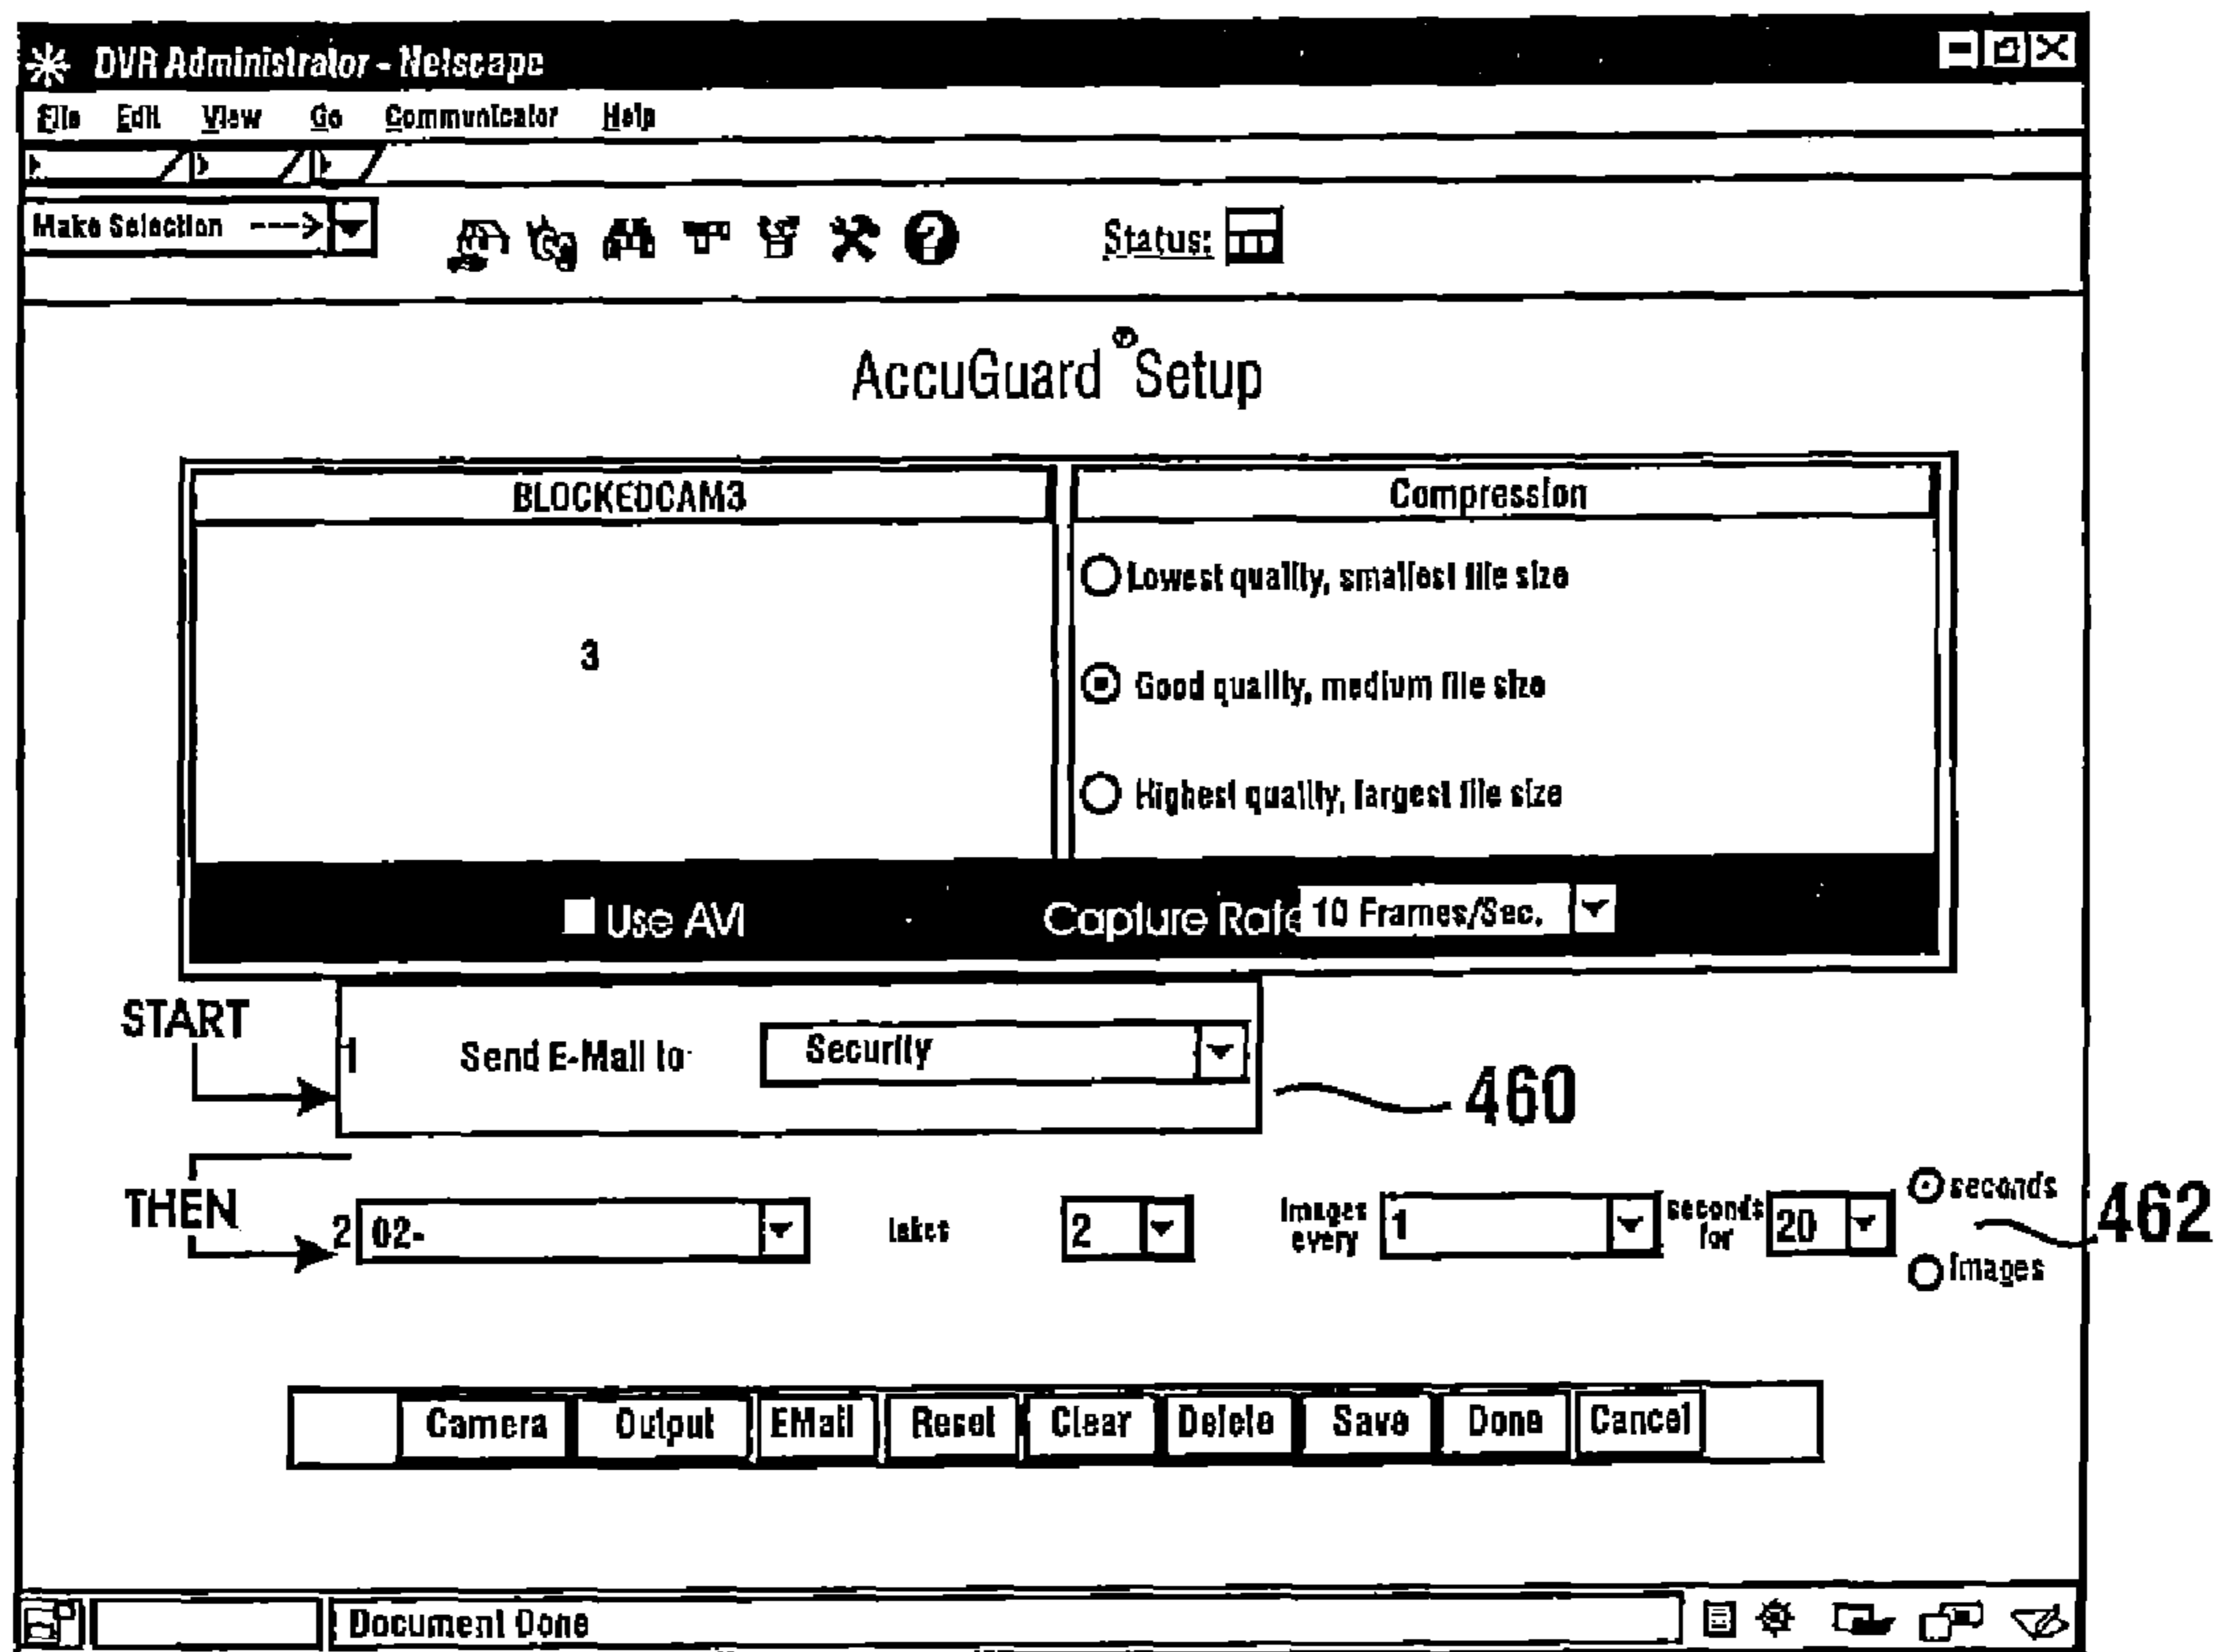 DVR Administrator - Netscape
File Edit View Go Communicator Help
Make Selection --->
Status:
AccuGuard® Setup
BLOCKEDCAM3 Compression
Lowest quality, smallest file size
3
Good quality, medium file size
Highest quality, largest file size
Use AVI Capture Rate 10 Frames/Sec.
START
1 Send E-Mail to Security
460
THEN
2 02- takes 2 Images every 1 seconds for 20 seconds
images
462
Camera Output EMail Reset Clear Delete Save Done Cancel
Document Done